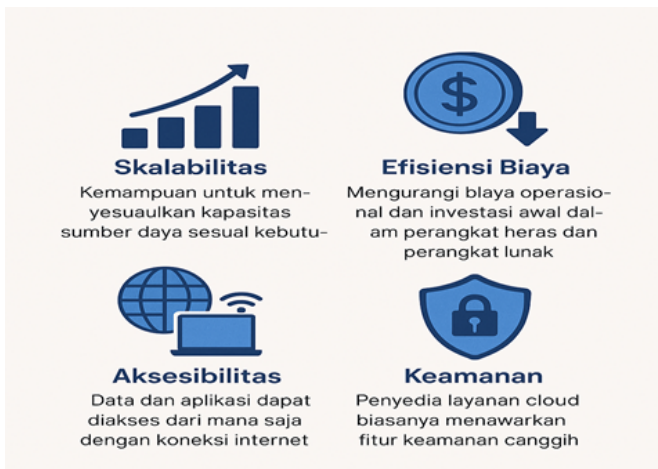 Skalabilitas
Kemampuan untuk men-
yesuaulkan kapasitas
sumber daya sesual kebutu-
Efisiensi Biaya
Mengurangi blaya operasio-
nal dan investasi awal dal-
am perangkat heras dan
perangkat lunak
Aksesibilitas
Data dan aplikasi dapat
diakses dari mana saja
dengan koneksi internet
Keamanan
Penyedia layanan cloud
biasanya menawarkan
fitur keamanan canggih